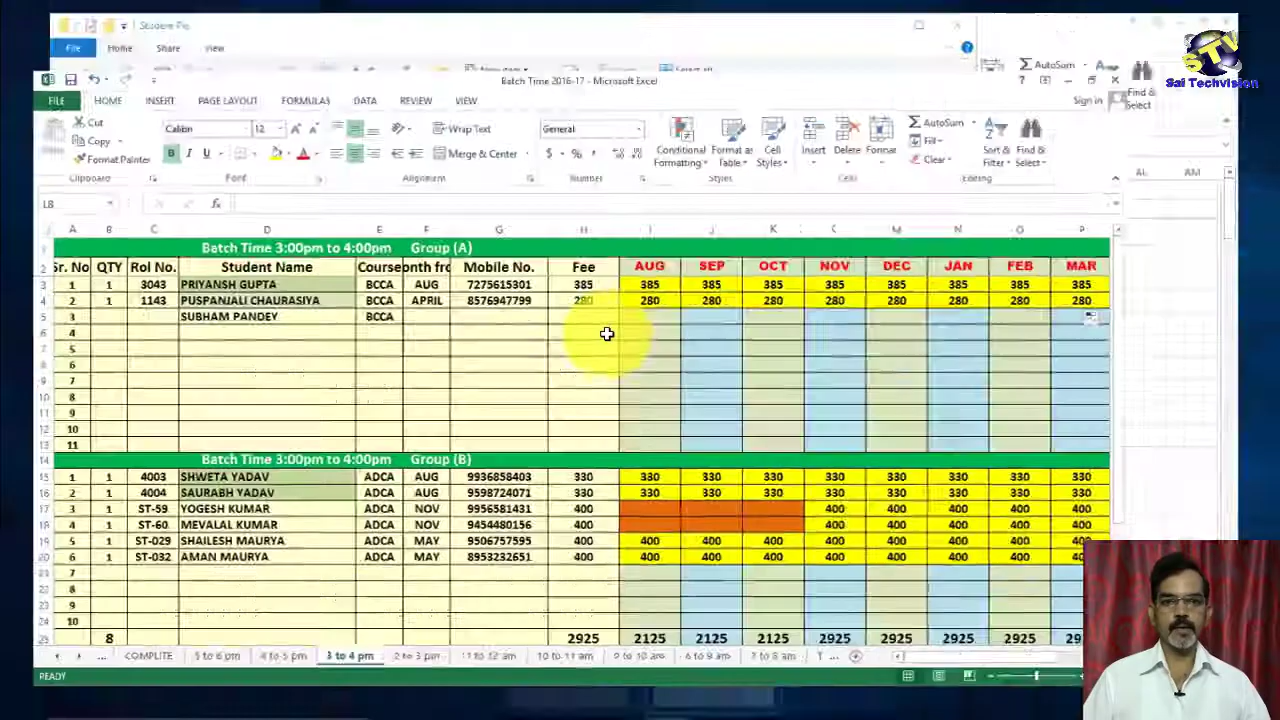 Student Pic
File Home Share View
AutoSum
Find & Select
STV
Sai Techvision
Batch Time 2016-17 - Microsoft Excel
Sign in
FILE HOME INSERT PAGE LAYOUT FORMULAS DATA REVIEW VIEW
Cut
Copy
Format Painter
Calibri 12
B I U
Wrap Text
Merge & Center
General
$ % ,
Conditional Formatting
Format as Table
Cell Styles
Insert Delete Format
AutoSum
Fill
Clear
Sort & Filter
Find & Select
Clipboard Font Alignment Number Styles Cells Editing
AL AM
L8 fx
A B C D E F G H
Batch Time 3:00pm to 4:00pm Group (A)
Sr. No QTY Rol No. Student Name Course onth fro Mobile No. Fee AUG SEP OCT NOV DEC JAN FEB MAR
1 1 3043 PRIYANSH GUPTA BCCA AUG 7275615301 385 385 385 385 385 385 385 385 385
2 1 1143 PUSPANJALI CHAURASIYA BCCA APRIL 8576947799 280 280 280 280 280 280 280 280 280
3 SUBHAM PANDEY BCCA
4
5
6
7
8
9
10
11
Batch Time 3:00pm to 4:00pm Group (B)
1 1 4003 SHWETA YADAV ADCA AUG 9936858403 330 330 330 330 330 330 330 330 330
2 1 4004 SAURABH YADAV ADCA AUG 9598724071 330 330 330 330 330 330 330 330 330
3 1 ST-59 YOGESH KUMAR ADCA NOV 9956581431 400 400 400 400 400 400
4 1 ST-60 MEVALAL KUMAR ADCA NOV 9454480156 400 400 400 400 400 400
5 1 ST-029 SHAILESH MAURYA ADCA MAY 9506757595 400 400 400 400 400 400 400 400 400
6 1 ST-032 AMAN MAURYA ADCA MAY 8953232651 400 400 400 400 400 400 400 400 400
7
8
9
10
8 2925 2125 2125 2125 2925 2925 2925 2925
... COMPLITE 5 to 6 pm 4 to 5 pm 3 to 4 pm 2 to 3 pm 11 to 12 am 10 to 11 am 9 to 10 am 6 to 9 am 7 to 8 am T ...
READY